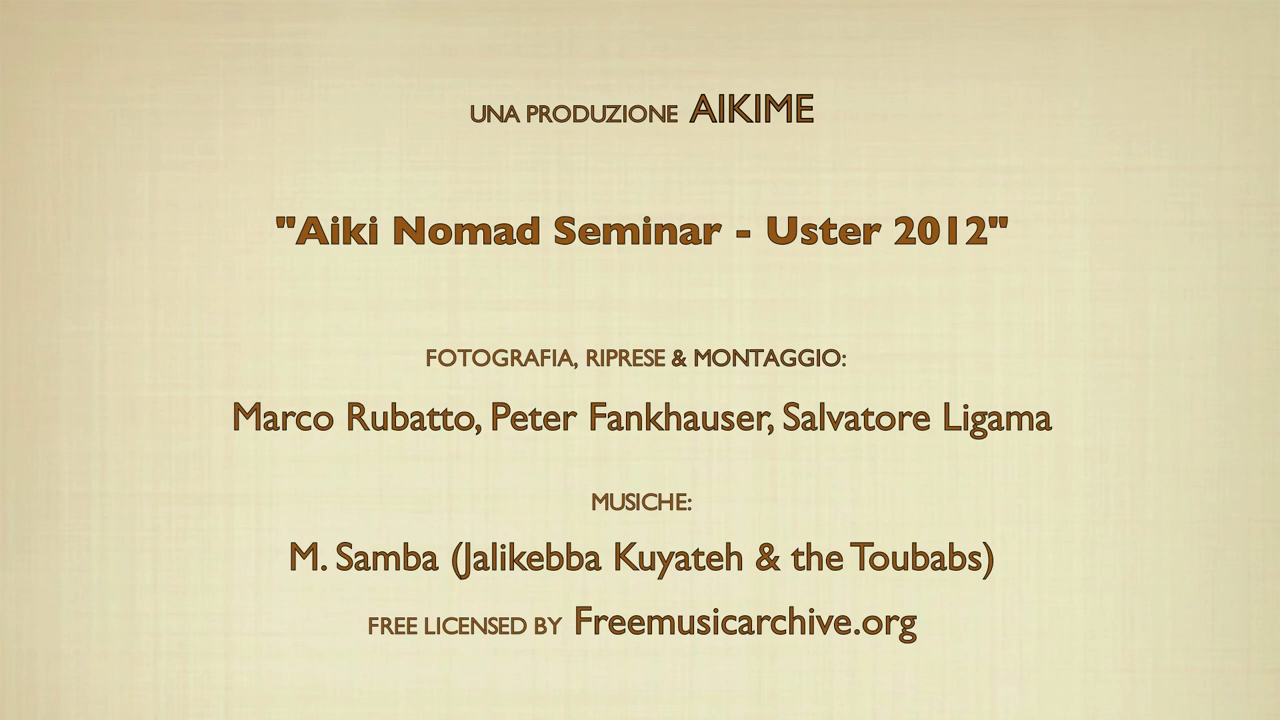 UNA PRODUZIONE AIKIME
"Aiki Nomad Seminar - Uster 2012"
FOTOGRAFIA, RIPRESE & MONTAGGIO:
Marco Rubatto, Peter Fankhauser, Salvatore Ligama
MUSICHE:
M. Samba (Jalikebba Kuyateh & the Toubabs)
FREE LICENSED BY Freemusicarchive.org